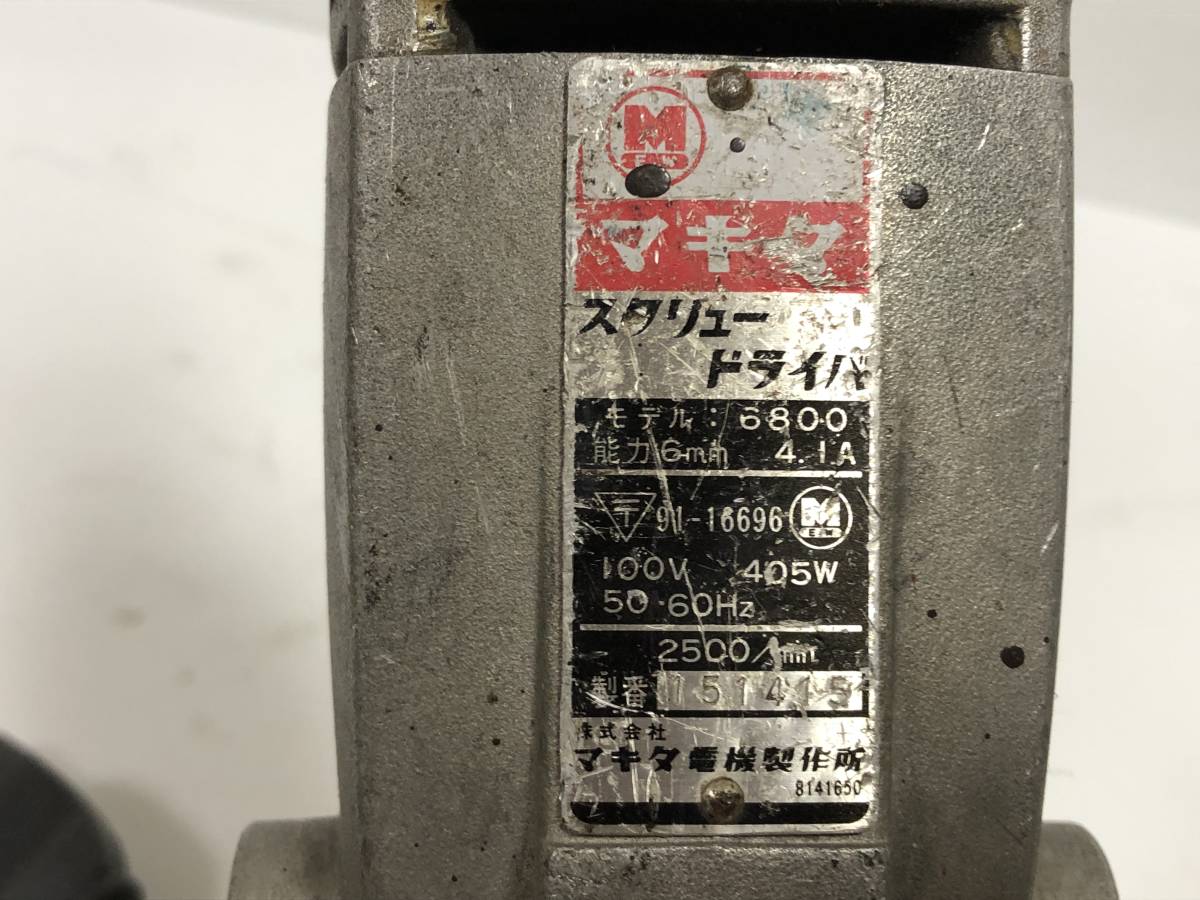 M
E.W
マキタ
スクリュー
ドライバ
モデル：6800
能力6mm 4.1A
〒 91-16696 M
E.W
100V 405W
50-60Hz
2500/min
製番 151415
株式会社
マキタ電機製作所
8141650